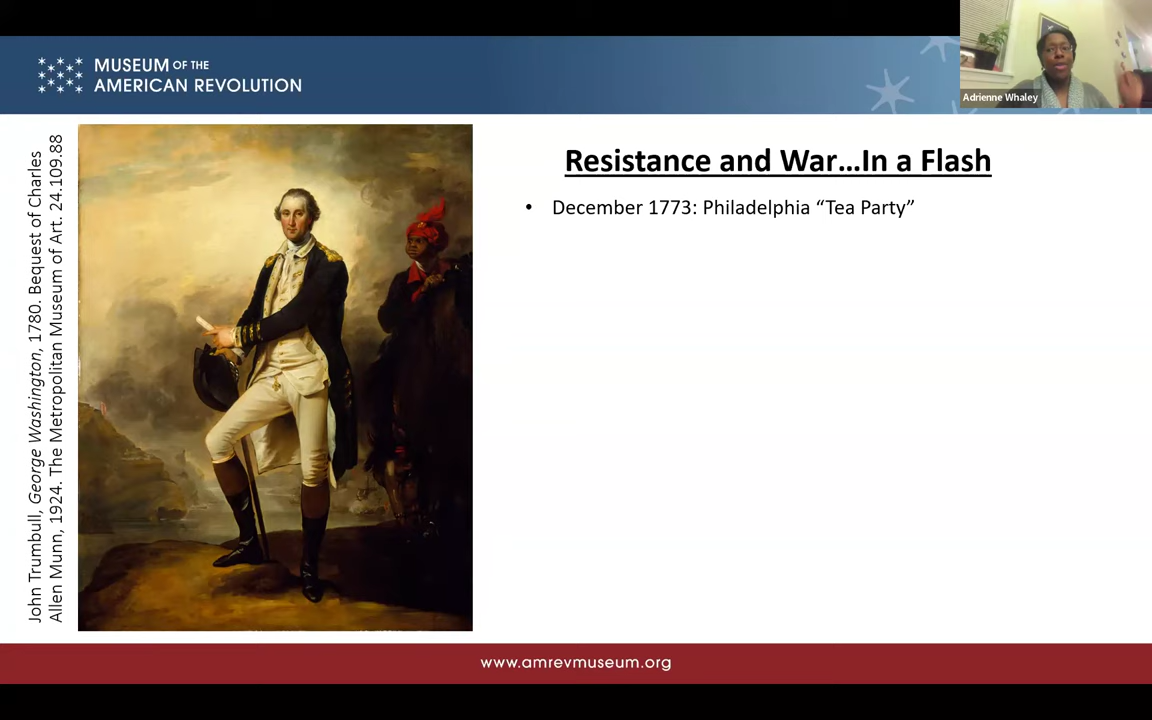 MUSEUM OF THE
AMERICAN REVOLUTION
Adrienne Whaley
John Trumbull, George Washington, 1780. Bequest of Charles
Allen Munn, 1924. The Metropolitan Museum of Art. 24.109.88
Resistance and War...In a Flash
• December 1773: Philadelphia “Tea Party”
www.amrevmuseum.org